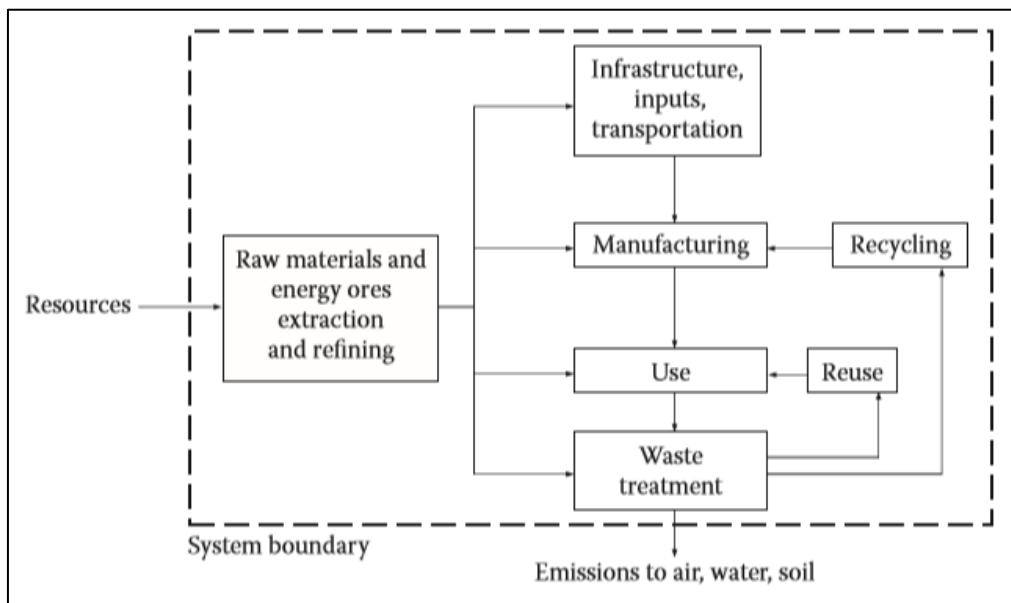 Infrastructure,
inputs,
transportation
Raw materials and
energy ores
extraction
and refining
Manufacturing
Recycling
Resources
Use
Reuse
Waste
treatment
System boundary
Emissions to air, water, soil